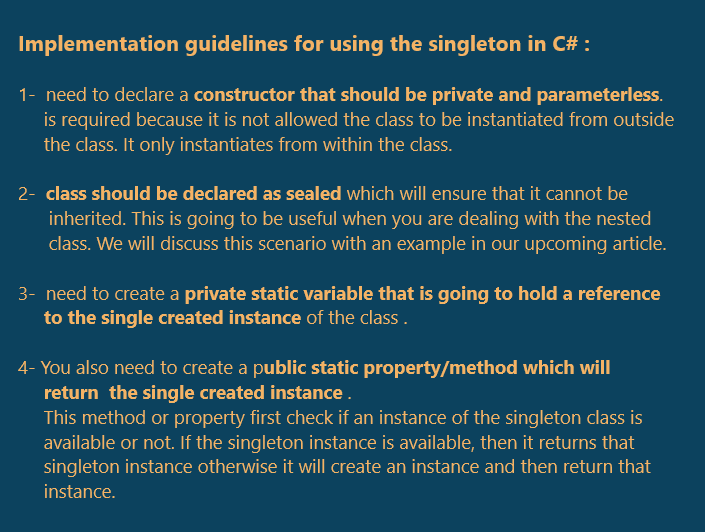 Implementation guidelines for using the singleton in C# :
1- need to declare a constructor that should be private and parameterless.
is required because it is not allowed the class to be instantiated from outside
the class. It only instantiates from within the class.
2- class should be declared as sealed which will ensure that it cannot be
inherited. This is going to be useful when you are dealing with the nested
class. We will discuss this scenario with an example in our upcoming article.
3- need to create a private static variable that is going to hold a reference
to the single created instance of the class .
4- You also need to create a public static property/method which will
return the single created instance .
This method or property first check if an instance of the singleton class is
available or not. If the singleton instance is available, then it returns that
singleton instance otherwise it will create an instance and then return that
instance.